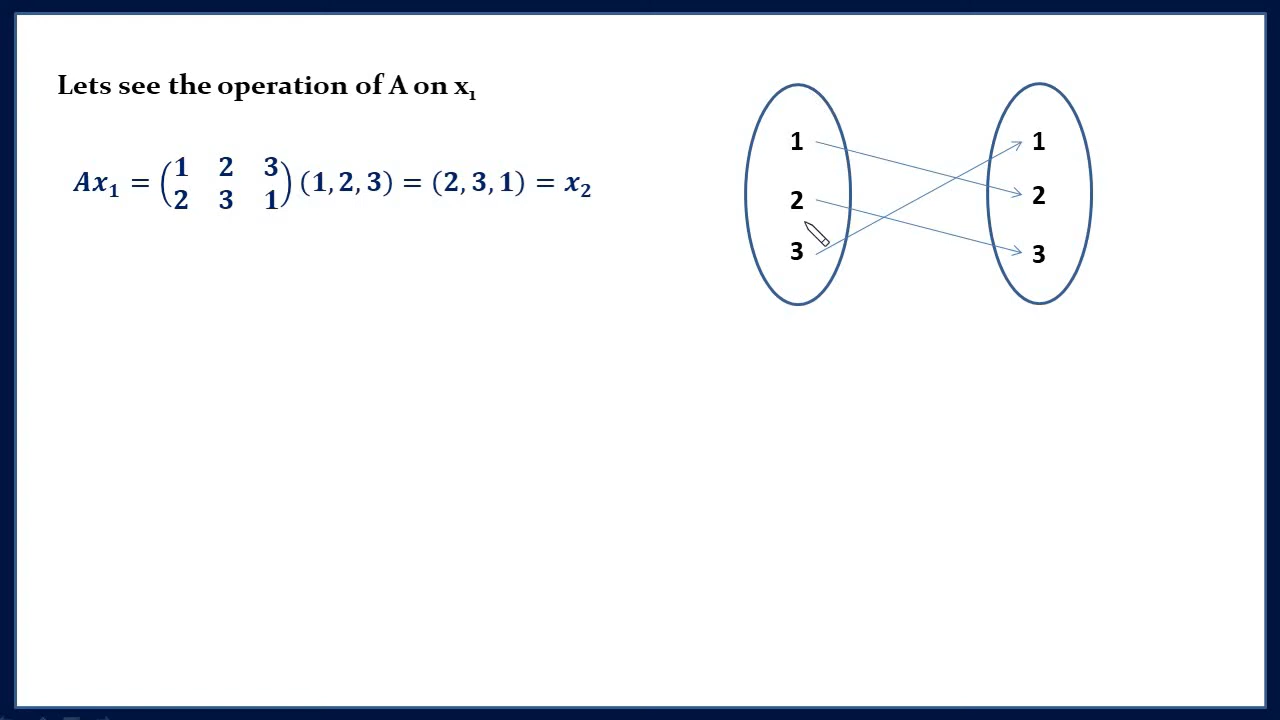 Lets see the operation of A on x₁
Ax₁ = (1 2 3
2 3 1) (1, 2, 3) = (2, 3, 1) = x₂
1 1
2 2
3 3